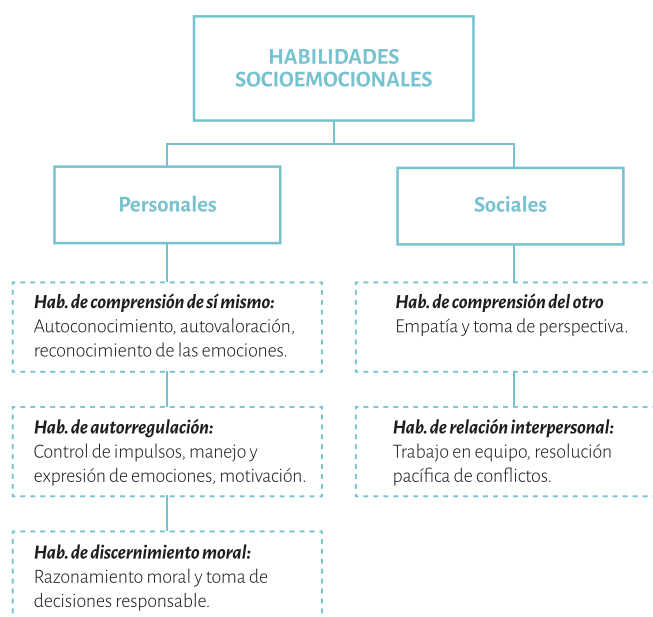 HABILIDADES
SOCIOEMOCIONALES
Personales
Hab. de comprensión de sí mismo:
Autoconocimiento, autovaloración,
reconocimiento de las emociones.
Hab. de autorregulación:
Control de impulsos, manejo y
expresión de emociones, motivación.
Hab. de discernimiento moral:
Razonamiento moral y toma de
decisiones responsable.
Sociales
Hab. de comprensión del otro
Empatía y toma de perspectiva.
Hab. de relación interpersonal:
Trabajo en equipo, resolución
pacífica de conflictos.